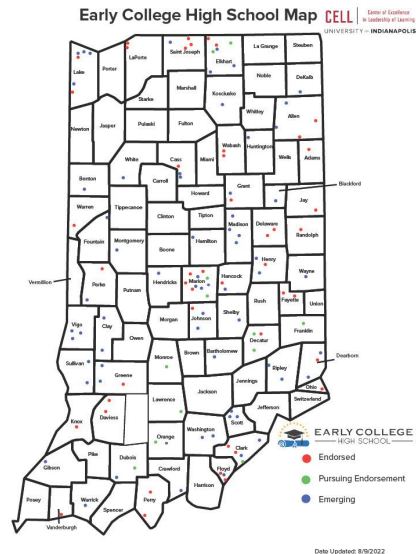 Early College High School Map
CELL
Center of Excellence
in Leadership of Learning
UNIVERSITY of INDIANAPOLIS
Lake
Porter
LaPorte
Saint Joseph
Elkhart
La Grange
Steuben
Noble
DeKalb
Starke
Marshall
Kosciusko
Whitley
Allen
Newton
Jasper
Pulaski
Fulton
Wabash
Huntington
Wells
Adams
White
Cass
Miami
Benton
Carroll
Howard
Grant
Blackford
Jay
Warren
Tippecanoe
Clinton
Tipton
Madison
Delaware
Randolph
Fountain
Montgomery
Boone
Hamilton
Henry
Wayne
Vermillion
Parke
Putnam
Hendricks
Marion
Hancock
Rush
Fayette
Union
Morgan
Johnson
Shelby
Vigo
Clay
Owen
Franklin
Decatur
Sullivan
Greene
Monroe
Brown
Bartholomew
Dearborn
Ripley
Jennings
Ohio
Switzerland
Lawrence
Jackson
Jefferson
Knox
Daviess
Scott
Orange
Washington
Clark
Gibson
Pike
Dubois
Crawford
Floyd
Harrison
Posey
Warrick
Spencer
Perry
Vanderburgh
EARLY COLLEGE
HIGH SCHOOL
Endorsed
Pursuing Endorsement
Emerging
Date Updated: 8/9/2022